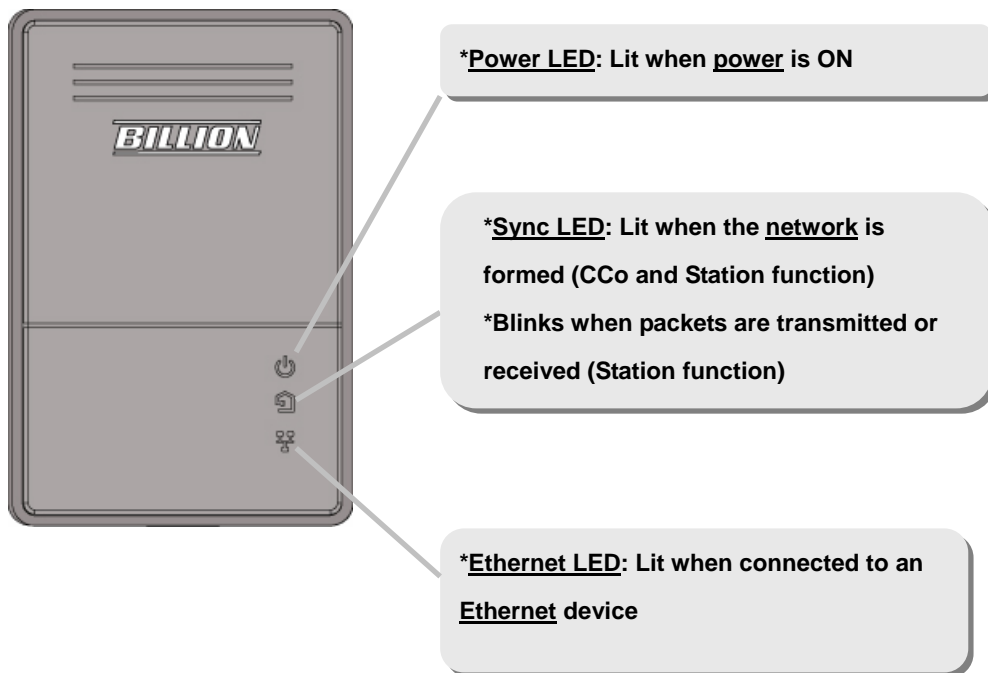 BILLION
*Power LED: Lit when power is ON
*Sync LED: Lit when the network is
formed (CCo and Station function)
*Blinks when packets are transmitted or
received (Station function)
*Ethernet LED: Lit when connected to an
Ethernet device